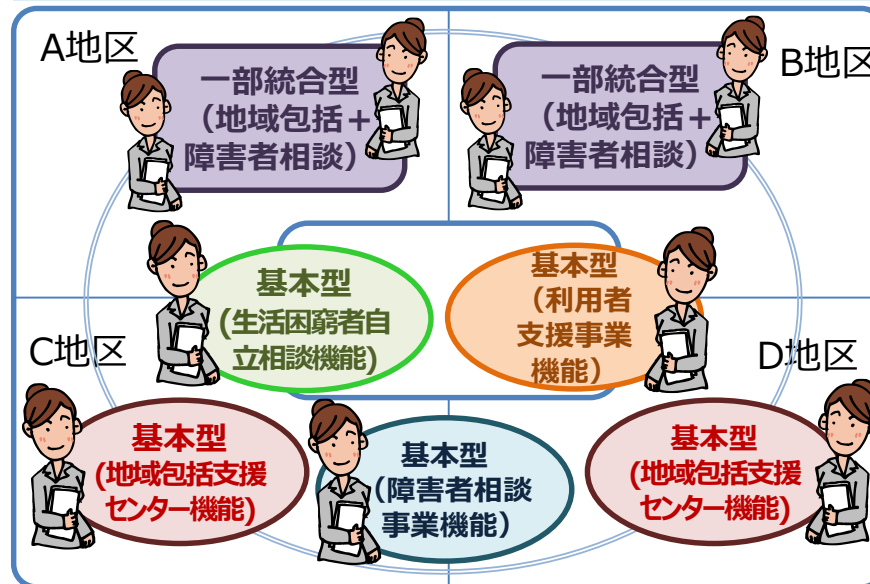 A地区
一部統合型
（地域包括＋
障害者相談）
一部統合型
（地域包括＋
障害者相談）
B地区
基本型
(生活困窮者自
立相談機能)
基本型
（利用者
支援事業
機能）
C地区
D地区
基本型
(地域包括支援
センター機能)
基本型
（障害者相談
事業機能）
基本型
(地域包括支援
センター機能)